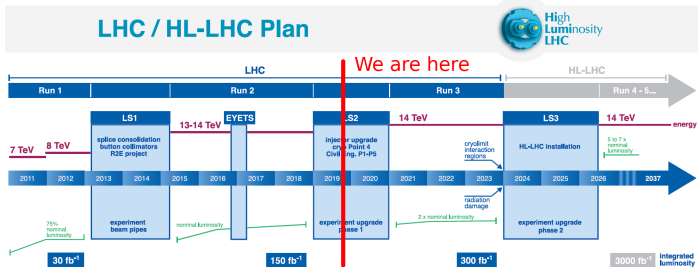 LHC / HL-LHC Plan
High
Luminosity
LHC
We are here
LHC
HL-LHC
Run 1
Run 2
Run 3
Run 4 - 5...
LS1
EYETS
LS2
LS3
13-14 TeV
14 TeV
14 TeV
energy
7 TeV
8 TeV
splice consolidation
button collimators
R2E project
injector upgrade
cryo Point 4
Civil Eng. P1-P5
cryolimit
interaction
regions
HL-LHC installation
5 to 7 x
nominal
luminosity
2011 2012 2013 2014 2015 2016 2017 2018 2019 2020 2021 2022 2023 2024 2025 2026 2037
radiation
damage
75%
nominal
luminosity
experiment
beam pipes
nominal luminosity
experiment upgrade
phase 1
2 x nominal luminosity
experiment upgrade
phase 2
30 fb-1
150 fb-1
300 fb-1
3000 fb-1
integrated
luminosity